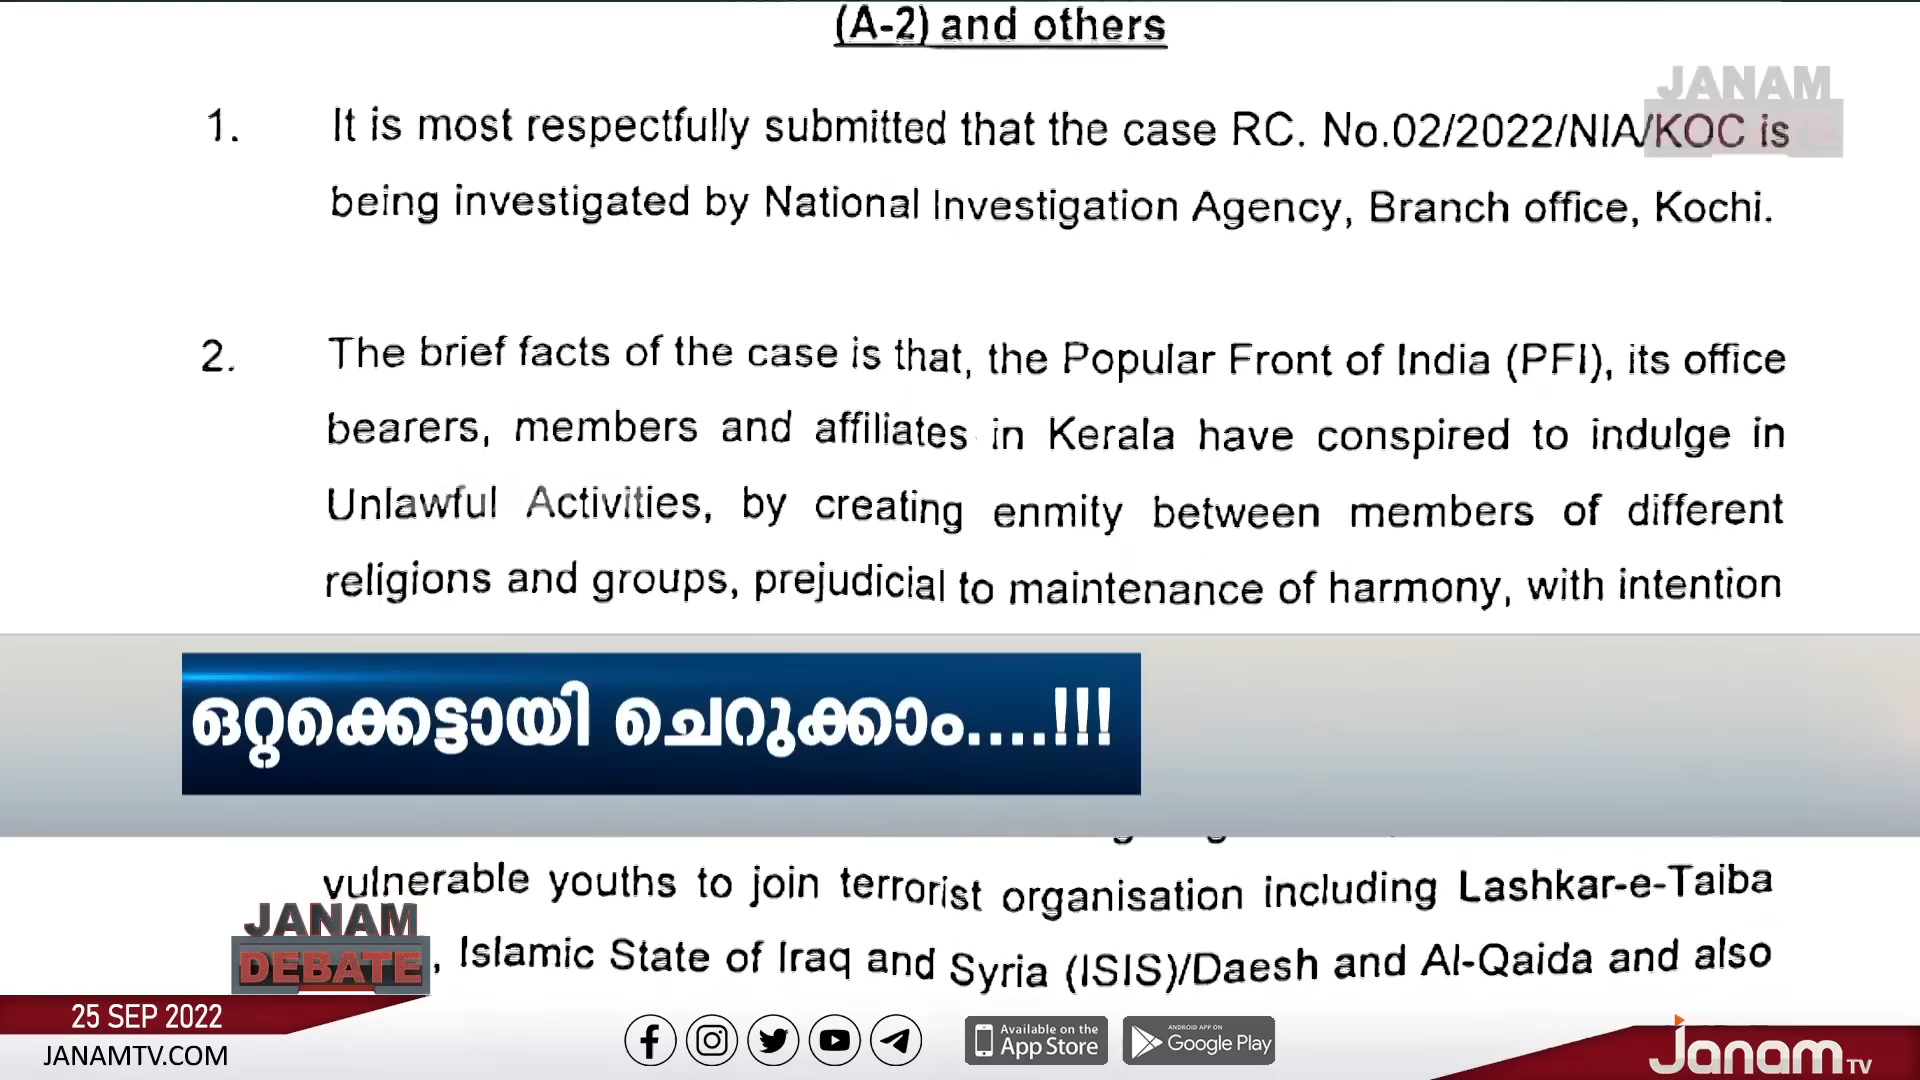 (A-2) and others
JANAM
1. It is most respectfully submitted that the case RC. No.02/2022/NIA/KOC is
being investigated by National Investigation Agency, Branch office, Kochi.
2. The brief facts of the case is that, the Popular Front of India (PFI), its office
bearers, members and affiliates in Kerala have conspired to indulge in
Unlawful Activities, by creating enmity between members of different
religions and groups, prejudicial to maintenance of harmony, with intention
ഒറ്റക്കെട്ടായി ചെറുക്കാം....!!!
vulnerable youths to join terrorist organisation including Lashkar-e-Taiba
, Islamic State of Iraq and Syria (ISIS)/Daesh and Al-Qaida and also
JANAM
DEBATE
25 SEP 2022
JANAMTV.COM
Available on the
App Store
ANDROID APP ON
Google Play
Janam TV